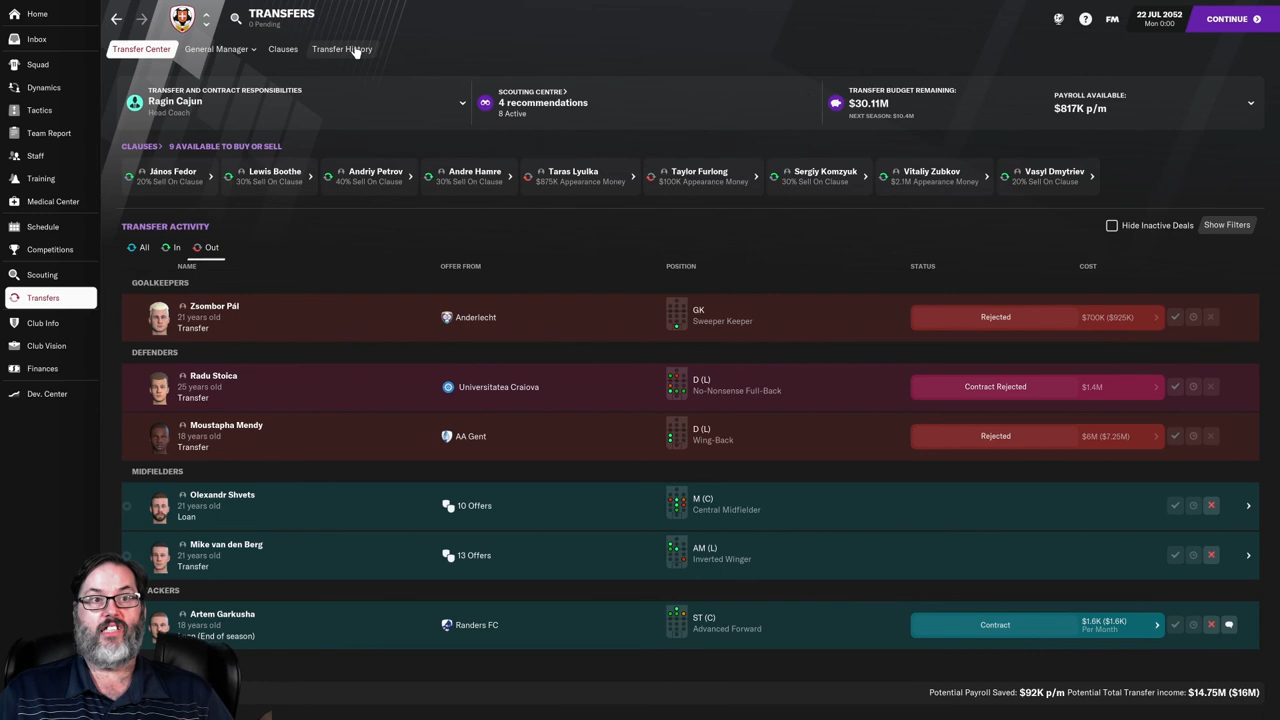 Home
TRANSFERS
0 Pending
FM
22 JUL 2052
Mon 0:00
CONTINUE
Inbox
Transfer Center
General Manager
Clauses
Transfer History
Squad
Dynamics
Tactics
Team Report
Staff
Training
Medical Center
Schedule
Competitions
Scouting
Transfers
Club Info
Club Vision
Finances
Dev. Center
TRANSFER AND CONTRACT RESPONSIBILITIES
Ragin Cajun
Head Coach
SCOUTING CENTRE>
4 recommendations
8 Active
TRANSFER BUDGET REMAINING:
$30.11M
NEXT SEASON: $10.4M
PAYROLL AVAILABLE:
$817K p/m
CLAUSES> 9 AVAILABLE TO BUY OR SELL
János Fedor
20% Sell On Clause
Lewis Boothe
30% Sell On Clause
Andriy Petrov
40% Sell On Clause
Andre Hamre
30% Sell On Clause
Taras Lyulka
$875K Appearance Money
Taylor Furlong
$100K Appearance Money
Sergiy Komzyuk
30% Sell On Clause
Vitaliy Zubkov
$2.1M Appearance Money
Vasyl Dmytriev
20% Sell On Clause
TRANSFER ACTIVITY
Hide Inactive Deals
Show Filters
All
In
Out
NAME
OFFER FROM
POSITION
STATUS
COST
GOALKEEPERS
Zsombor Pál
21 years old
Transfer
Anderlecht
GK
Sweeper Keeper
Rejected
$700K ($925K)
DEFENDERS
Radu Stoica
25 years old
Transfer
Universitatea Craiova
D (L)
No-Nonsense Full-Back
Contract Rejected
$1.4M
Moustapha Mendy
18 years old
Transfer
AA Gent
D (L)
Wing-Back
Rejected
$6M ($7.25M)
MIDFIELDERS
Olexandr Shvets
21 years old
Loan
10 Offers
M (C)
Central Midfielder
Mike van den Berg
21 years old
Transfer
13 Offers
AM (L)
Inverted Winger
ACKERS
Artem Garkusha
18 years old
(End of season)
Randers FC
ST (C)
Advanced Forward
Contract
$1.6K ($1.6K)
Per Month
Potential Payroll Saved: $92K p/m Potential Total Transfer income: $14.75M ($16M)